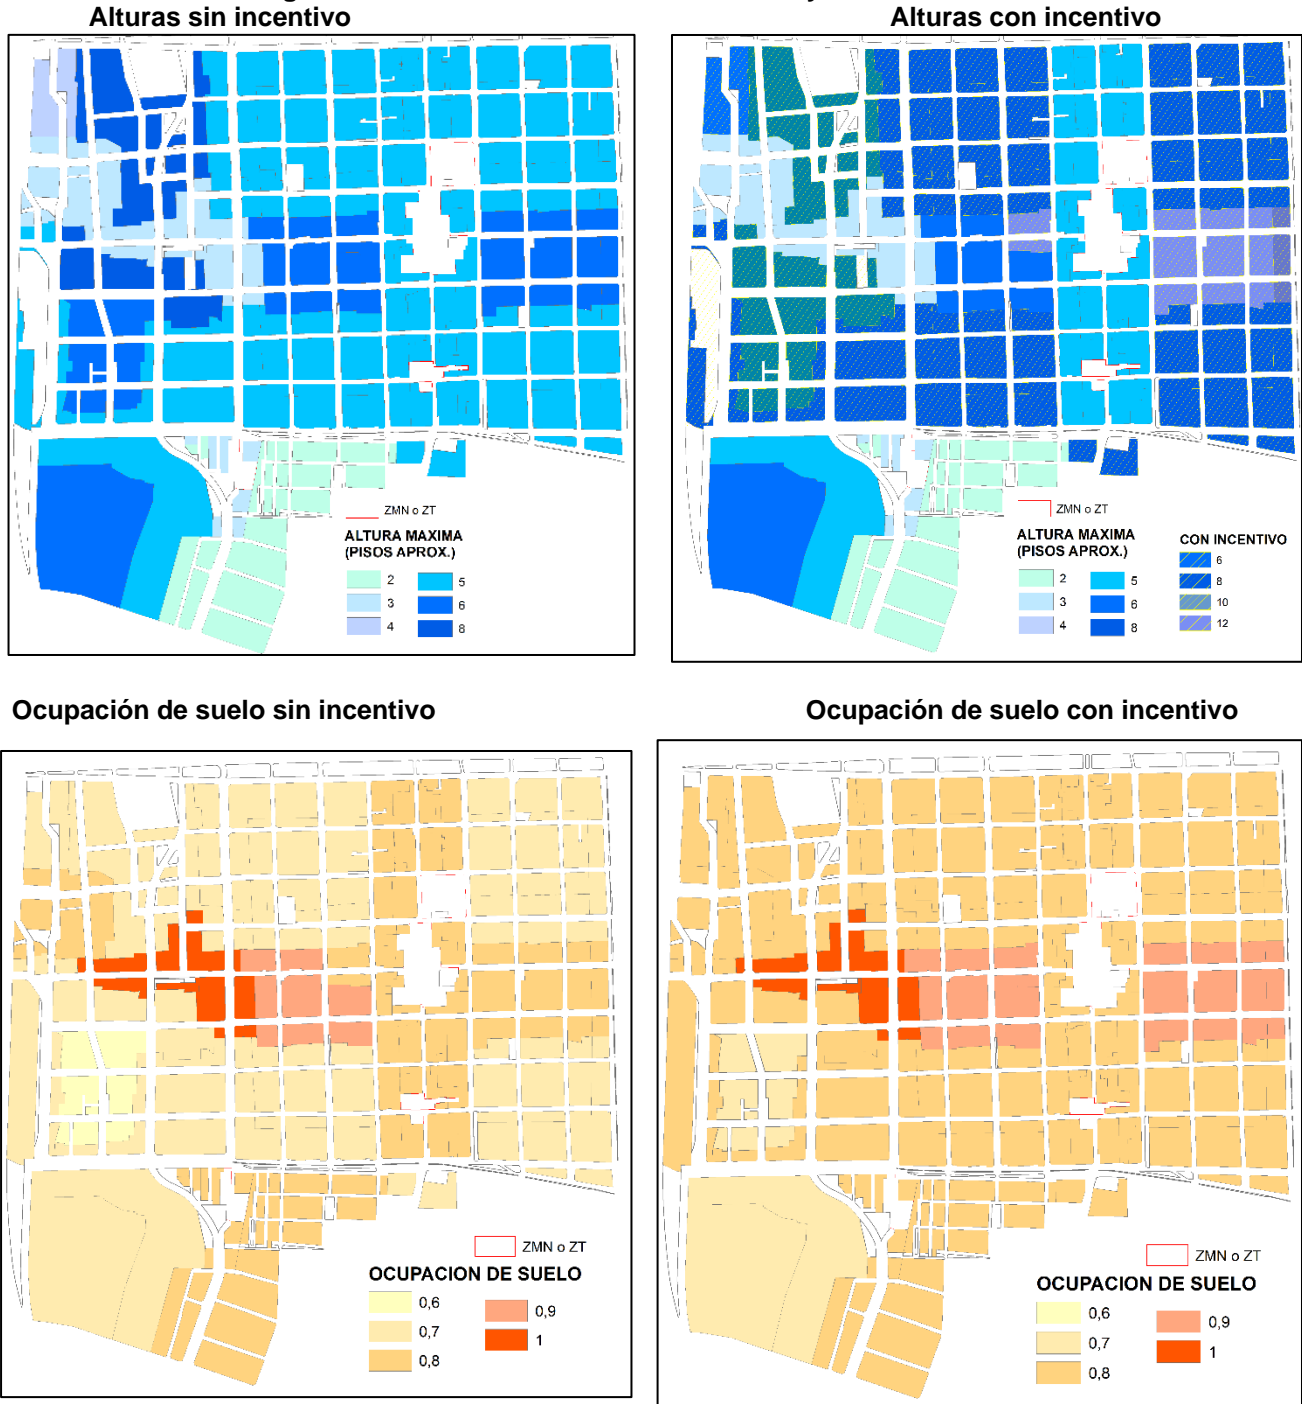 Alturas sin incentivo
Alturas con incentivo
ZMN o ZT
ALTURA MAXIMA
(PISOS APROX.)
2
5
3
6
4
8
ZMN o ZT
ALTURA MAXIMA
(PISOS APROX.)
2
5
3
6
4
8
CON INCENTIVO
6
8
10
12
Ocupación de suelo sin incentivo
Ocupación de suelo con incentivo
ZMN o ZT
OCUPACION DE SUELO
0,6
0,9
0,7
1
0,8
ZMN o ZT
OCUPACION DE SUELO
0,6
0,9
0,7
1
0,8